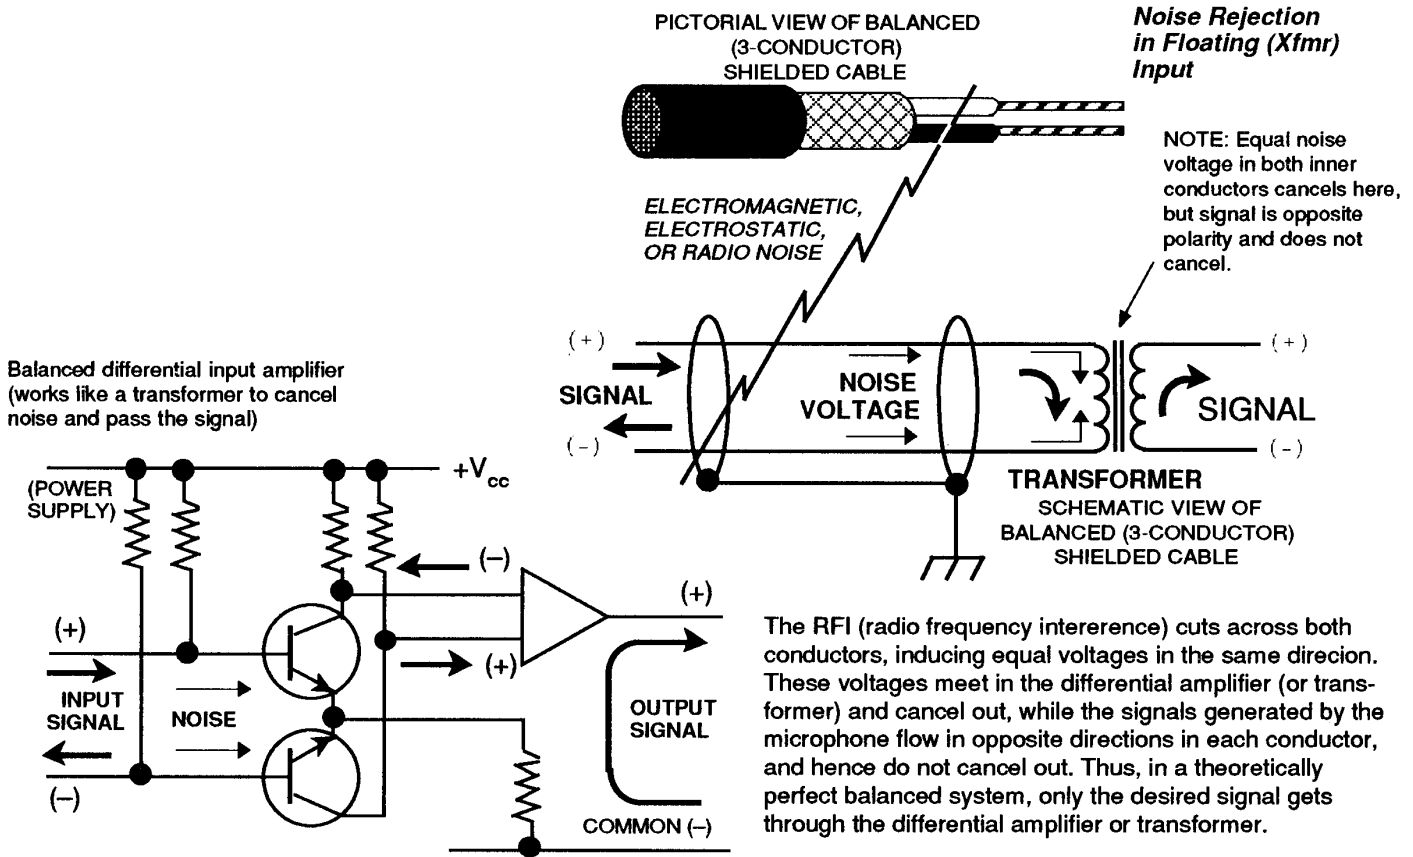 PICTORIAL VIEW OF BALANCED
(3-CONDUCTOR)
SHIELDED CABLE
Noise Rejection
in Floating (Xfmr)
Input
NOTE: Equal noise
voltage in both inner
conductors cancels here,
but signal is opposite
polarity and does not
cancel.
ELECTROMAGNETIC,
ELECTROSTATIC,
OR RADIO NOISE
(+)
SIGNAL
(-)
NOISE
VOLTAGE
(+)
SIGNAL
(-)
TRANSFORMER
SCHEMATIC VIEW OF
BALANCED (3-CONDUCTOR)
SHIELDED CABLE
Balanced differential input amplifier
(works like a transformer to cancel
noise and pass the signal)
+Vcc
(POWER
SUPPLY)
(–)
(+)
(+)
(+)
INPUT
SIGNAL
NOISE
(–)
OUTPUT
SIGNAL
COMMON (–)
The RFI (radio frequency intererence) cuts across both
conductors, inducing equal voltages in the same direcion.
These voltages meet in the differential amplifier (or trans-
former) and cancel out, while the signals generated by the
microphone flow in opposite directions in each conductor,
and hence do not cancel out. Thus, in a theoretically
perfect balanced system, only the desired signal gets
through the differential amplifier or transformer.